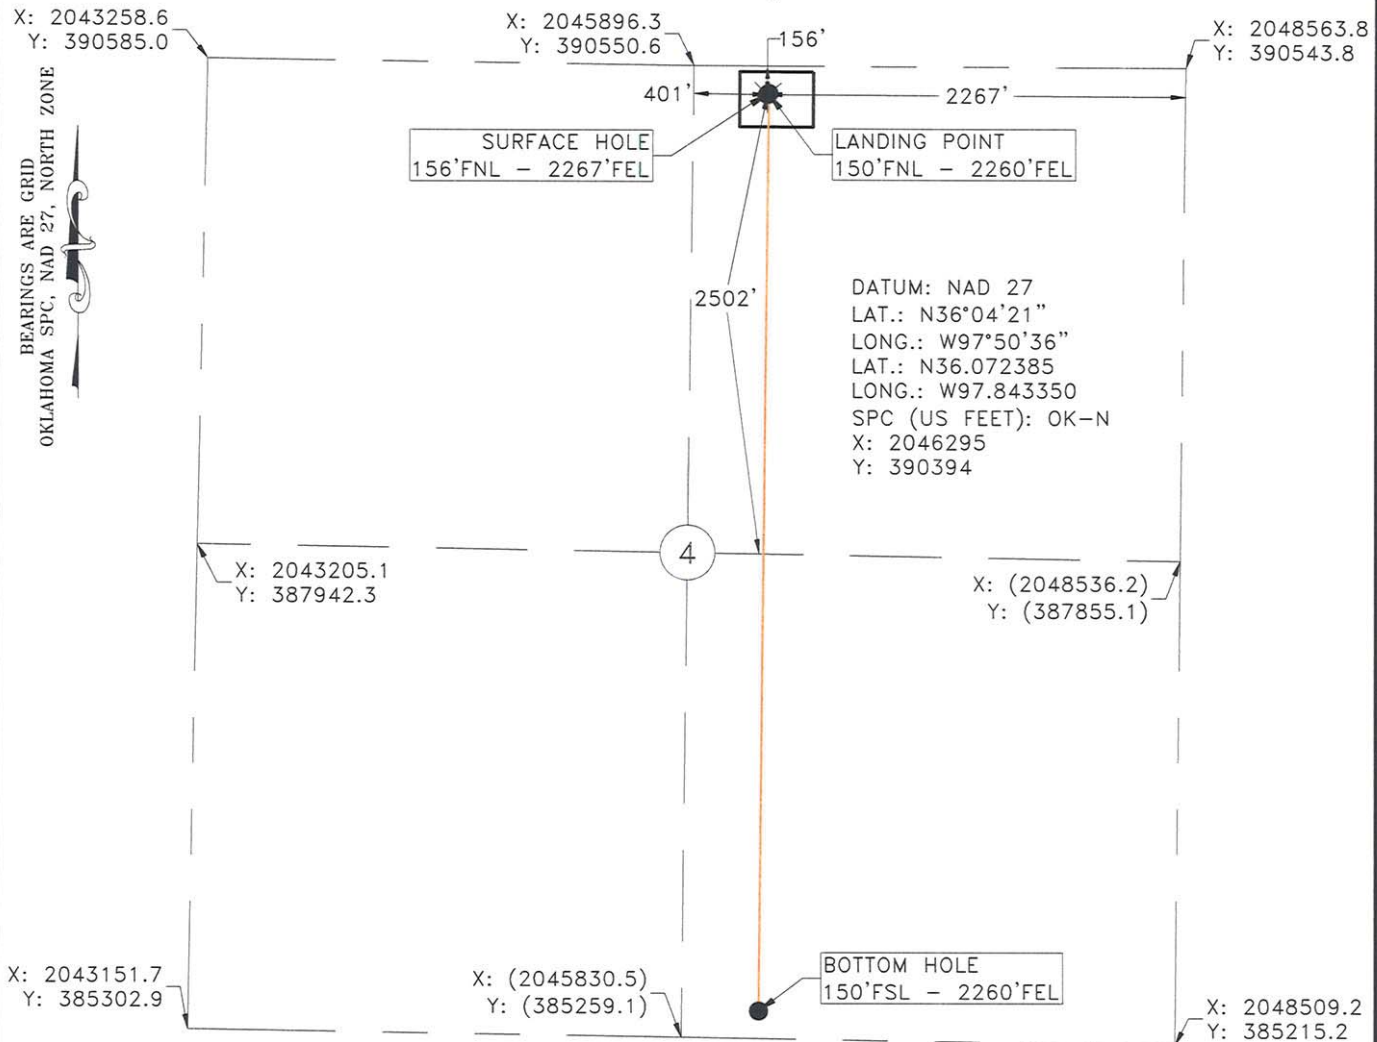 X: 2043258.6
Y: 390585.0
X: 2045896.3
Y: 390550.6
156'
X: 2048563.8
Y: 390543.8
401'
2267'
SURFACE HOLE
156'FNL - 2267'FEL
LANDING POINT
150'FNL - 2260'FEL
BEARINGS ARE GRID
OKLAHOMA SPC, NAD 27, NORTH ZONE
2502'
DATUM: NAD 27
LAT.: N36°04'21"
LONG.: W97°50'36"
LAT.: N36.072385
LONG.: W97.843350
SPC (US FEET): OK-N
X: 2046295
Y: 390394
4
X: 2043205.1
Y: 387942.3
X: (2048536.2)
Y: (387855.1)
X: 2043151.7
Y: 385302.9
X: (2045830.5)
Y: (385259.1)
BOTTOM HOLE
150'FSL - 2260'FEL
X: 2048509.2
Y: 385215.2